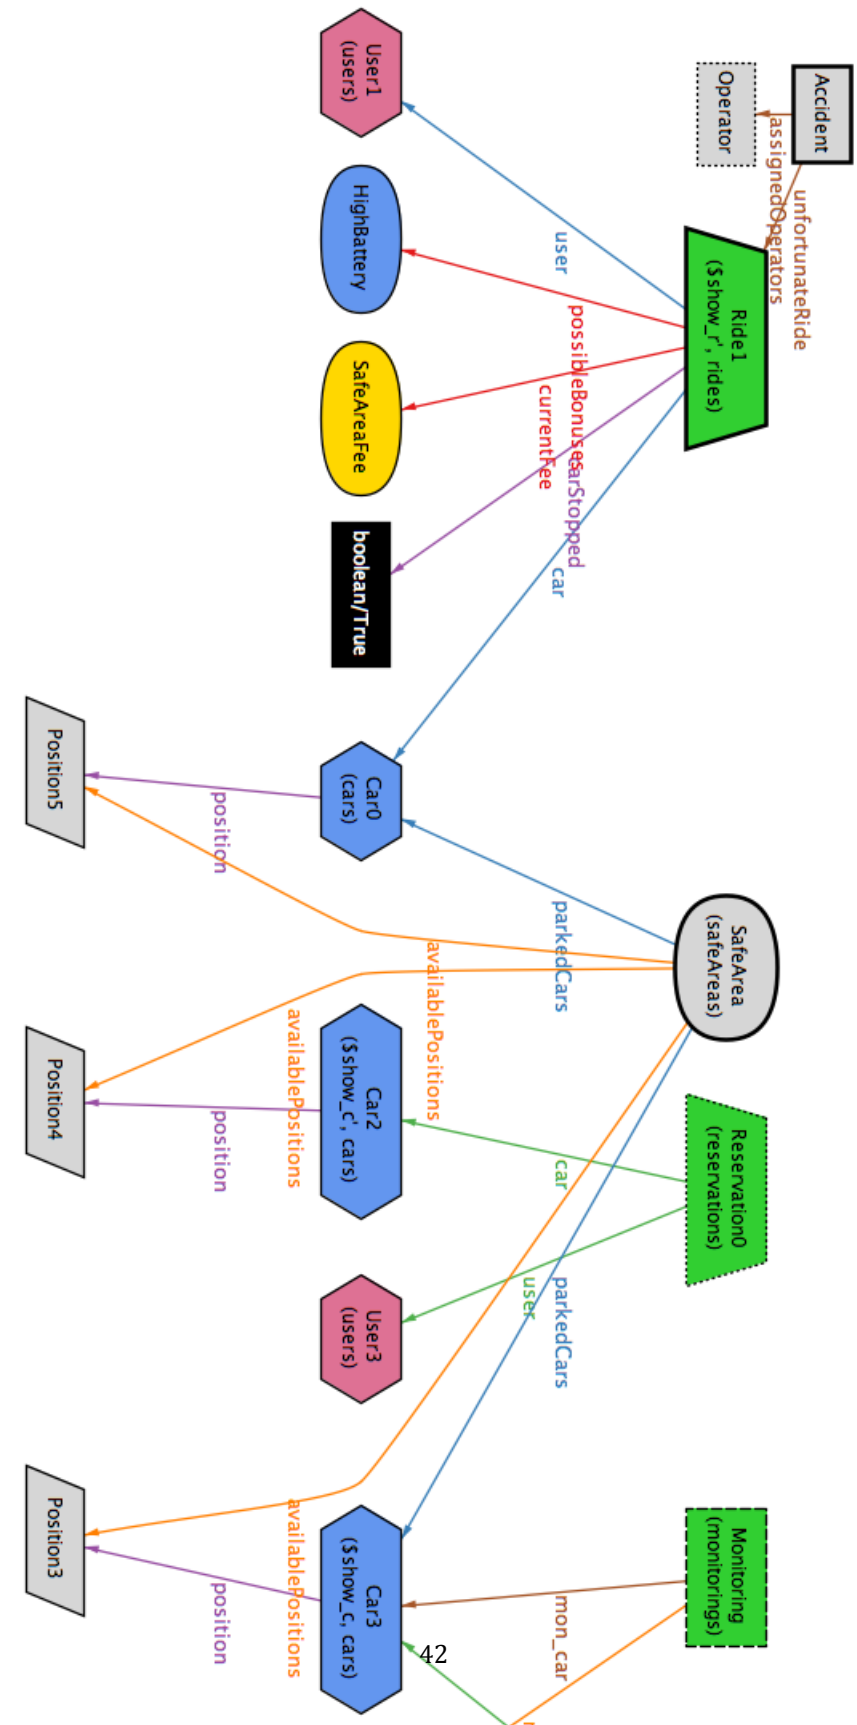 Accident
Operator
assignedOperators
unfortunateRide
Ride1
($show_r', rides)
user
possibleBonuses
currentFee
carStopped
car
User1
(users)
HighBattery
SafeAreaFee
boolean/True
Car0
(cars)
position
Position5
SafeArea
(safeAreas)
parkedCars
availablePositions
availablePositions
Car2
($show_c', cars)
position
Position4
Reservation0
(reservations)
car
user
parkedCars
User3
(users)
Monitoring
(monitorings)
mon_car
Car3
($show_c, cars)
availablePositions
position
Position3
42